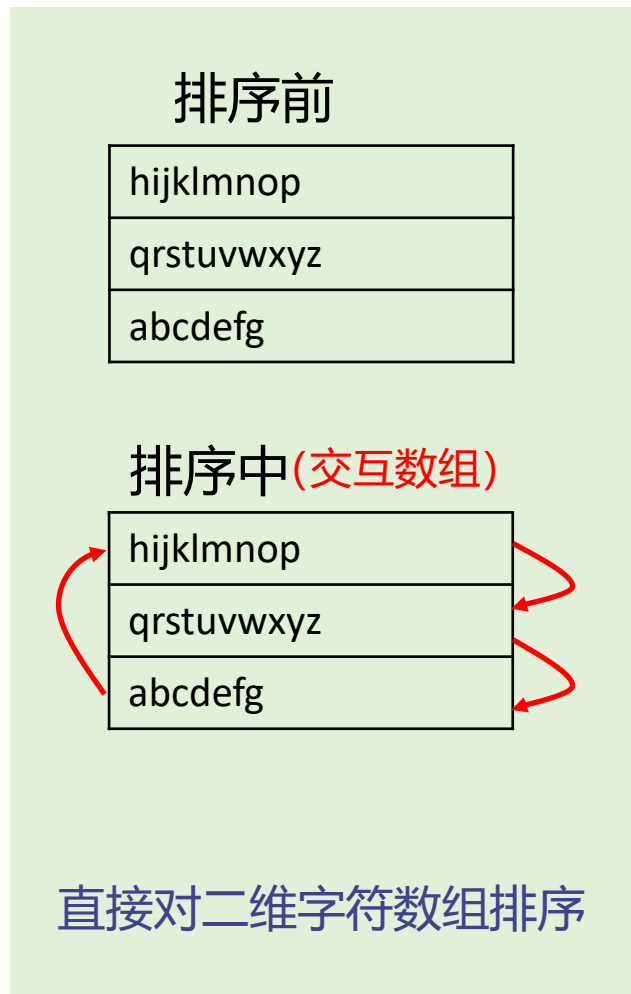 排序前
hijklmnop
qrstuvwxyz
abcdefg
排序中(交互数组)
hijklmnop
qrstuvwxyz
abcdefg
直接对二维字符数组排序